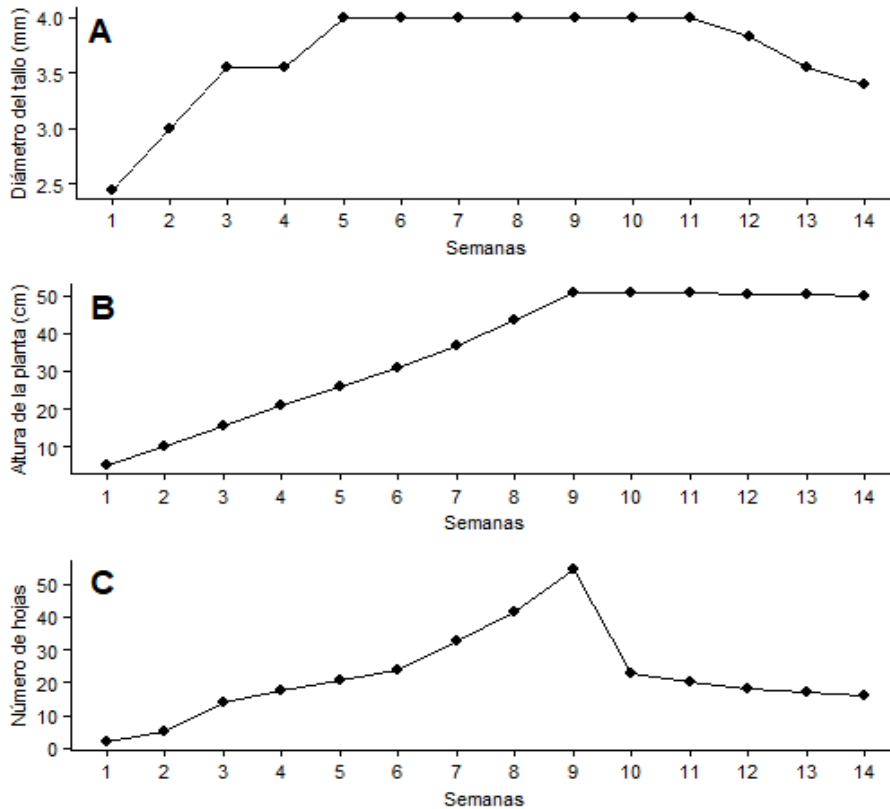 A
Diámetro del tallo (mm)
4.0
3.5
3.0
2.5
1 2 3 4 5 6 7 8 9 10 11 12 13 14
Semanas
B
Altura de la planta (cm)
50
40
30
20
10
1 2 3 4 5 6 7 8 9 10 11 12 13 14
Semanas
C
Número de hojas
50
40
30
20
10
0
1 2 3 4 5 6 7 8 9 10 11 12 13 14
Semanas